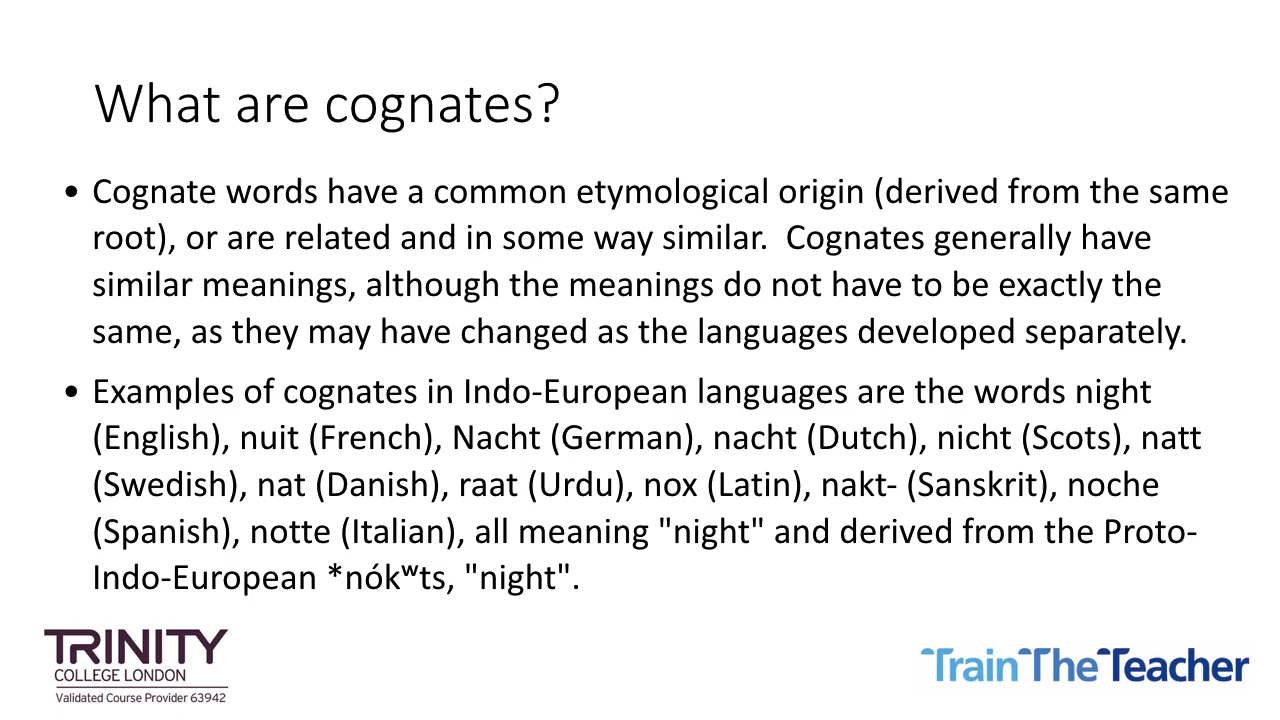 What are cognates?
• Cognate words have a common etymological origin (derived from the same
root), or are related and in some way similar.  Cognates generally have
similar meanings, although the meanings do not have to be exactly the
same, as they may have changed as the languages developed separately.
• Examples of cognates in Indo-European languages are the words night
(English), nuit (French), Nacht (German), nacht (Dutch), nicht (Scots), natt
(Swedish), nat (Danish), raat (Urdu), nox (Latin), nakt- (Sanskrit), noche
(Spanish), notte (Italian), all meaning "night" and derived from the Proto-
Indo-European *nókʷts, "night".
TRINITY
COLLEGE LONDON
Validated Course Provider 63942
TrainTheTeacher